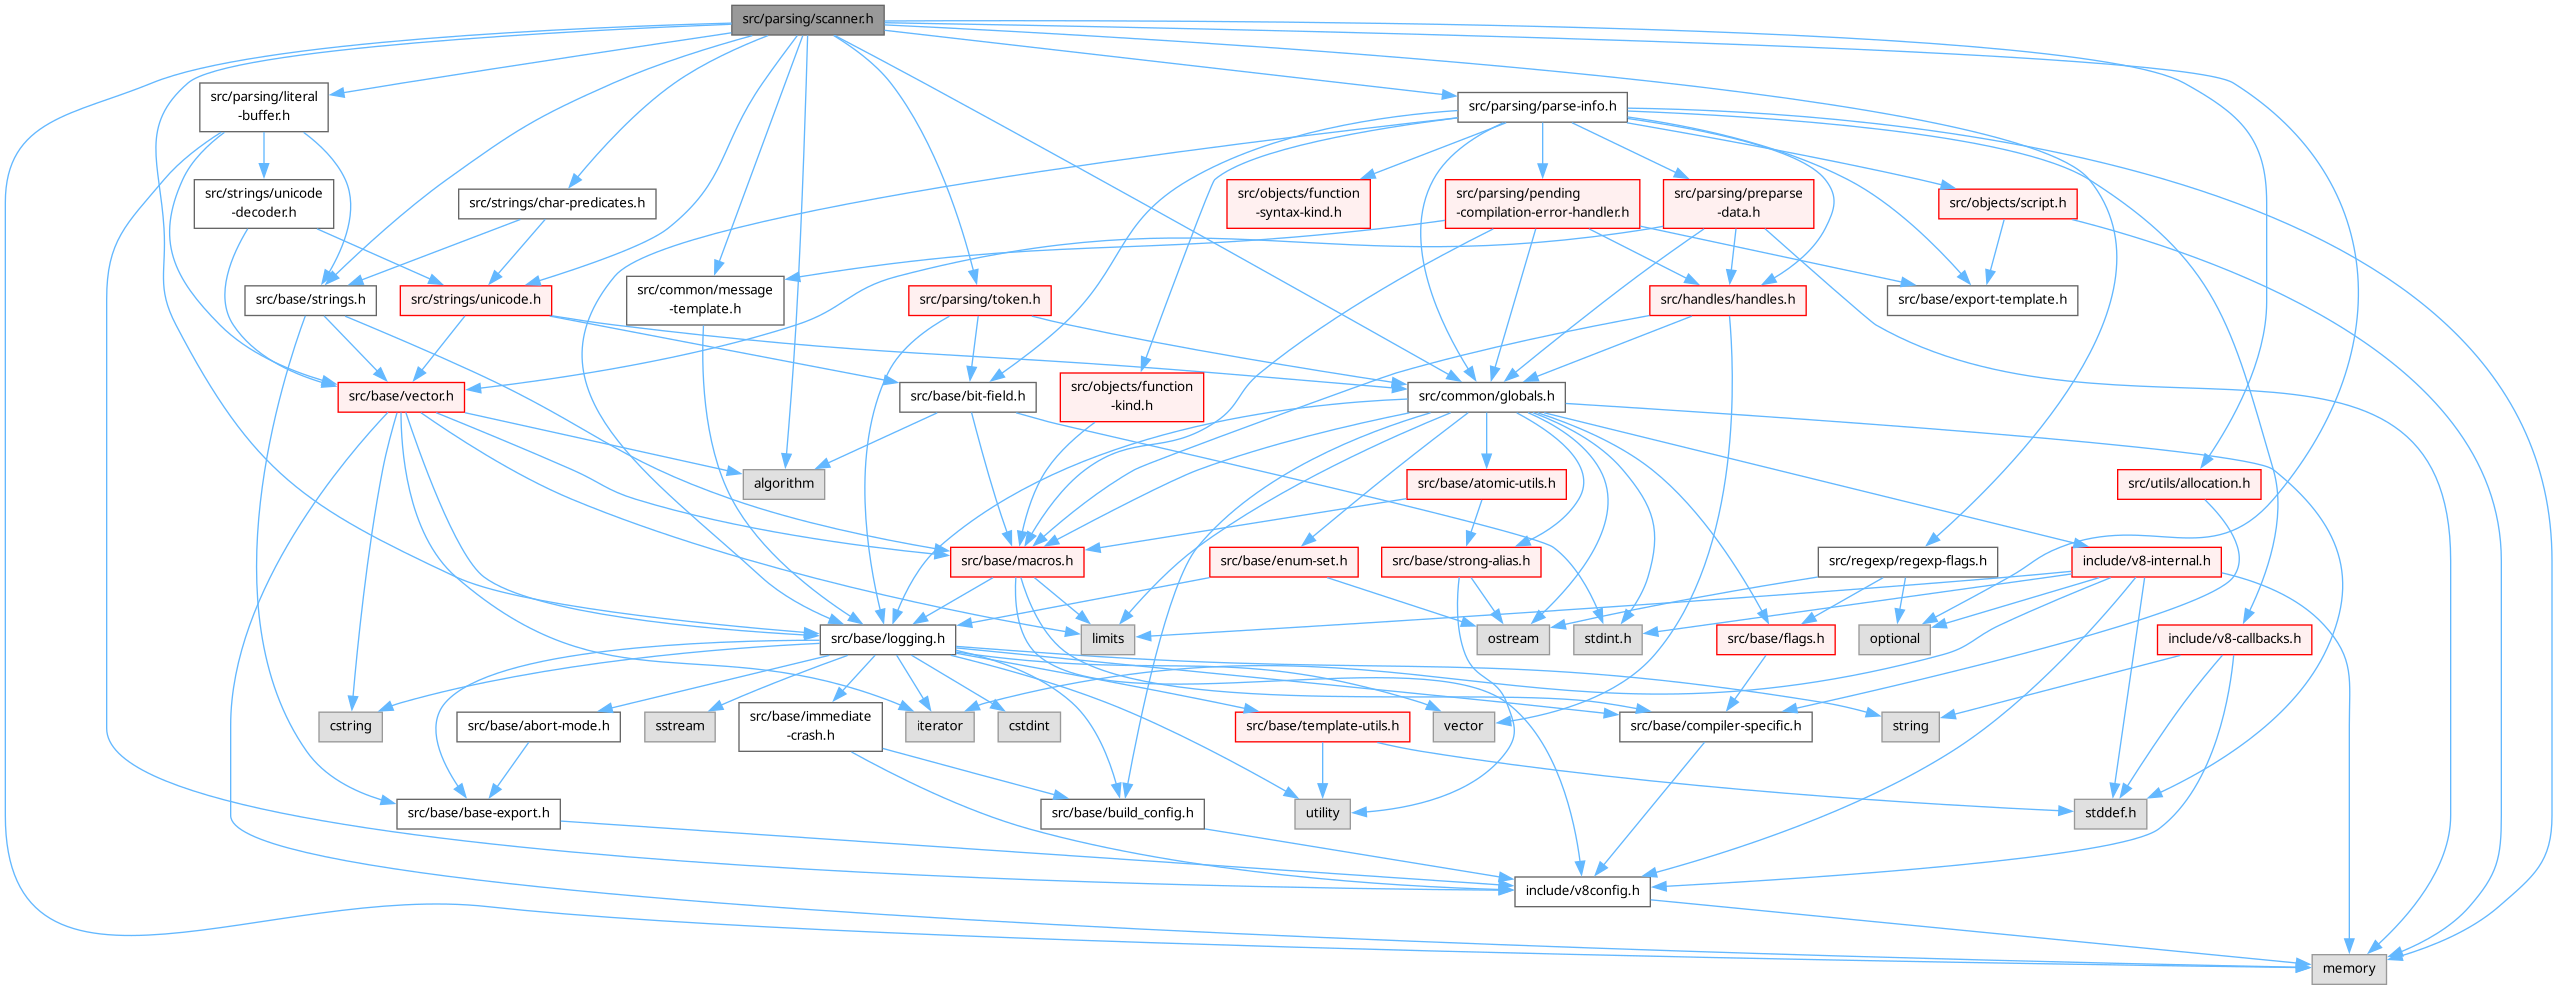 src/parsing/scanner.h
src/parsing/literal
-buffer.h
src/parsing/parse-info.h
src/strings/unicode
-decoder.h
src/strings/char-predicates.h
src/objects/function
-syntax-kind.h
src/parsing/pending
-compilation-error-handler.h
src/parsing/preparse
-data.h
src/objects/script.h
src/base/strings.h
src/strings/unicode.h
src/common/message
-template.h
src/parsing/token.h
src/handles/handles.h
src/base/export-template.h
src/base/vector.h
src/base/bit-field.h
src/objects/function
-kind.h
src/common/globals.h
algorithm
src/base/atomic-utils.h
src/utils/allocation.h
src/base/macros.h
src/base/enum-set.h
src/base/strong-alias.h
src/regexp/regexp-flags.h
include/v8-internal.h
src/base/logging.h
limits
ostream
stdint.h
src/base/flags.h
optional
include/v8-callbacks.h
cstring
src/base/abort-mode.h
sstream
src/base/immediate
-crash.h
iterator
cstdint
src/base/template-utils.h
vector
src/base/compiler-specific.h
string
src/base/base-export.h
src/base/build_config.h
utility
stddef.h
include/v8config.h
memory